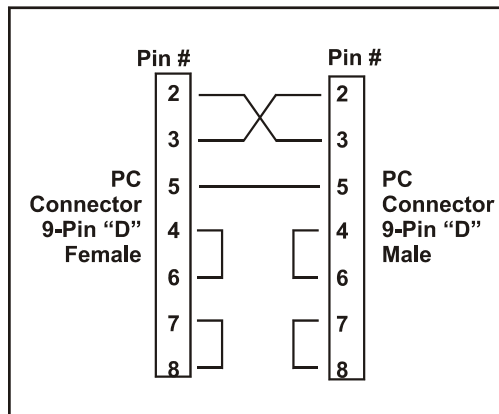 Pin #
2
3
5
4
6
7
8
PC
Connector
9-Pin “D”
Female
Pin #
2
3
5
4
6
7
8
PC
Connector
9-Pin “D”
Male